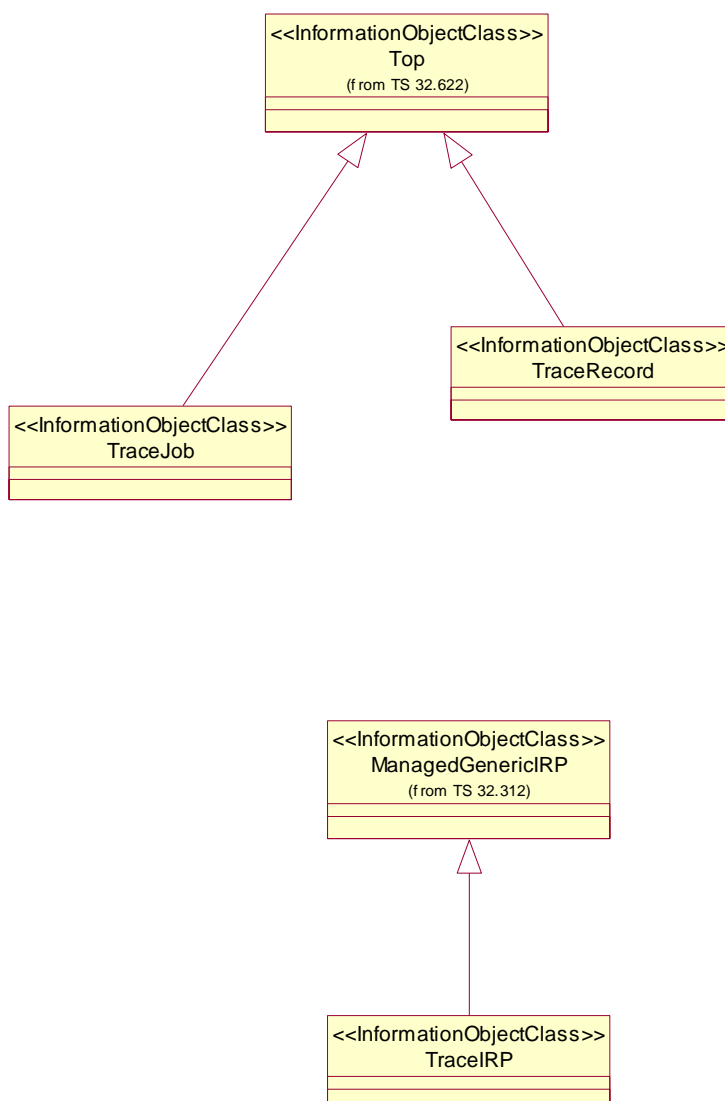 <<InformationObjectClass>>
Top
(from TS 32.622)
<<InformationObjectClass>>
TraceRecord
<<InformationObjectClass>>
TraceJob
<<InformationObjectClass>>
ManagedGenericIRP
(from TS 32.312)
<<InformationObjectClass>>
TraceIRP